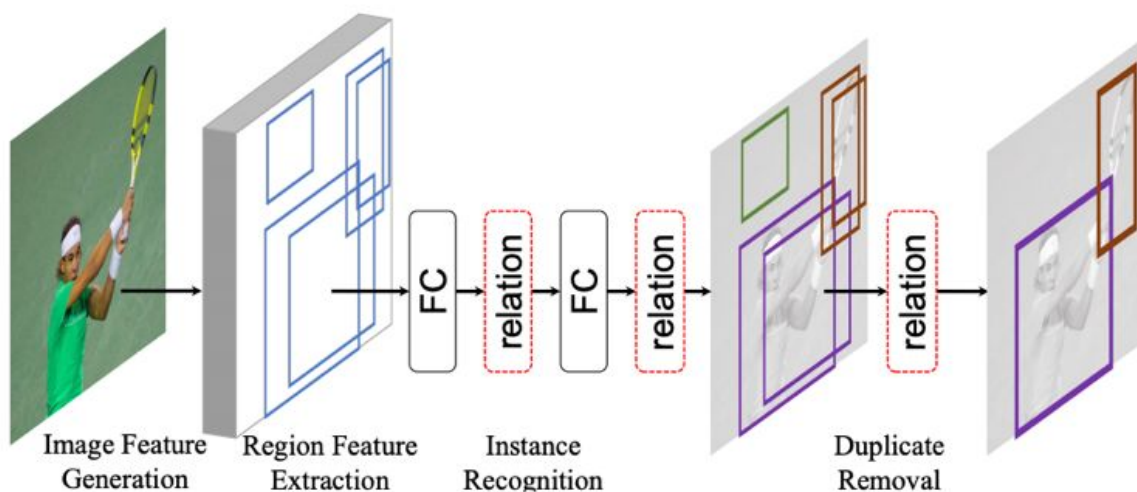 FC
relation
FC
relation
relation
Image Feature
Generation
Region Feature
Extraction
Instance
Recognition
Duplicate
Removal